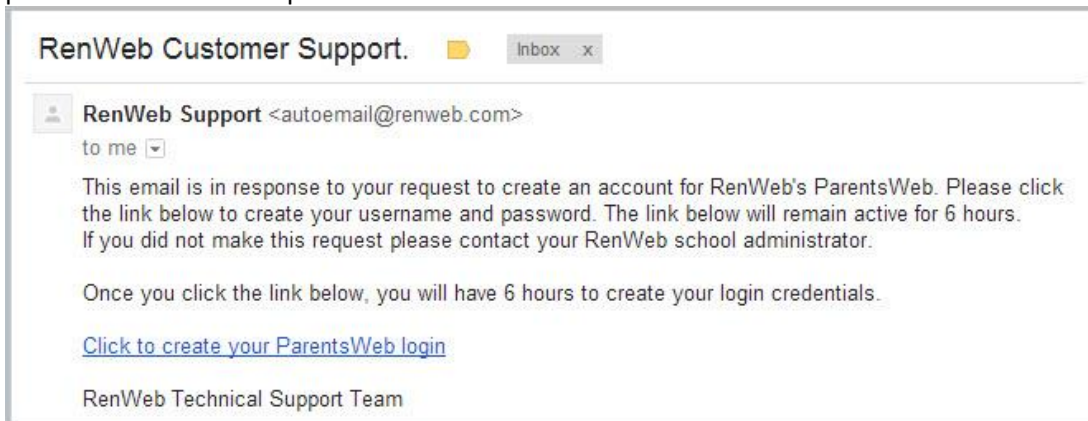 RenWeb Customer Support.
Inbox x
RenWeb Support <autoemail@renweb.com>
to me
This email is in response to your request to create an account for RenWeb's ParentsWeb. Please click
the link below to create your username and password. The link below will remain active for 6 hours.
If you did not make this request please contact your RenWeb school administrator.
Once you click the link below, you will have 6 hours to create your login credentials.
Click to create your ParentsWeb login
RenWeb Technical Support Team